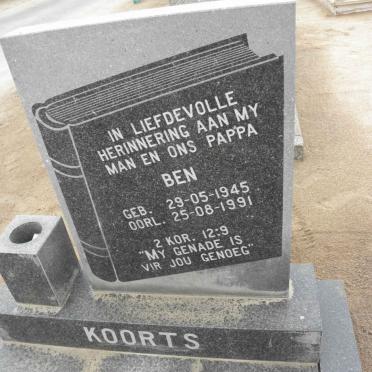 IN LIEFDEVOLLE
HERINNERING AAN MY
MAN EN ONS PAPPA
BEN
GEB. 29-05-1945
OORL. 25-08-1991
2 KOR. 12:9
"MY GENADE IS
VIR JOU GENOEG"
KOORTS